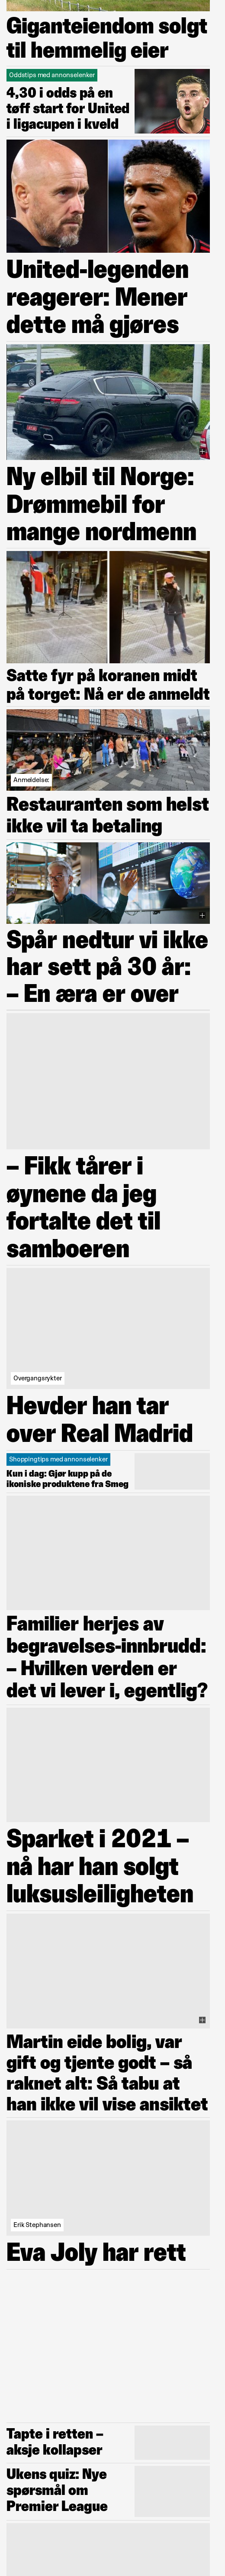 Giganteiendom solgt
til hemmelig eier
Oddstips med annonselenker
4,30 i odds på en
tøff start for United
i ligacupen i kveld
United-legenden
reagerer: Mener
dette må gjøres
Ny elbil til Norge:
Drømmebil for
mange nordmenn
Satte fyr på koranen midt
på torget: Nå er de anmeldt
Anmeldelse:
Restauranten som helst
ikke vil ta betaling
Spår nedtur vi ikke
har sett på 30 år:
– En æra er over
– Fikk tårer i
øynene da jeg
fortalte det til
samboeren
Overgangsrykter
Hevder han tar
over Real Madrid
Shoppingtips med annonselenker
Kun i dag: Gjør kupp på de
ikoniske produktene fra Smeg
Familier herjes av
begravelses-innbrudd:
– Hvilken verden er
det vi lever i, egentlig?
Sparket i 2021 –
nå har han solgt
luksusleiligheten
Martin eide bolig, var
gift og tjente godt – så
raknet alt: Så tabu at
han ikke vil vise ansiktet
Erik Stephansen
Eva Joly har rett
Tapte i retten –
aksje kollapser
Ukens quiz: Nye
spørsmål om
Premier League